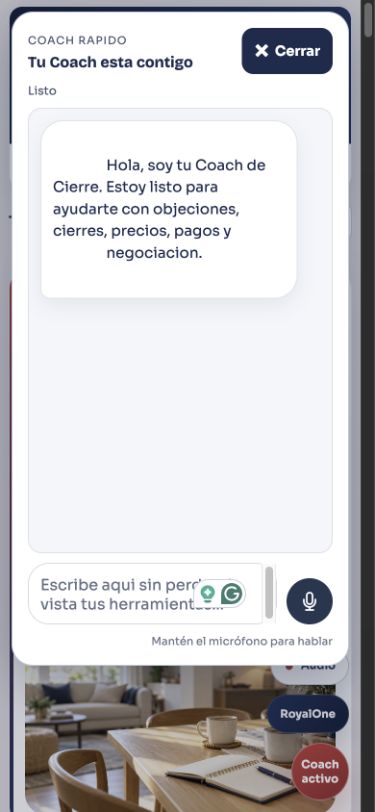 COACH RAPIDO
Tu Coach esta contigo
Cerrar
Listo
Hola, soy tu Coach de
Cierre. Estoy listo para
ayudarte con objeciones,
cierres, precios, pagos y
negociacion.
Escribe aqui sin
vista tus
Mantén el micrófono para hablar
Audio
RoyalOne
Coach
activo